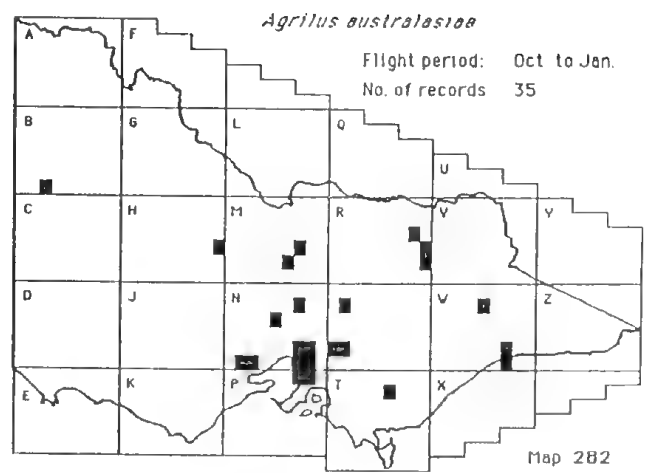 Agrilus australasiae
Flight period: Oct to Jan.
No. of records 35
A F
B G L Q
U
C H M R V Y
D J N W Z
E K P T X
Map 282